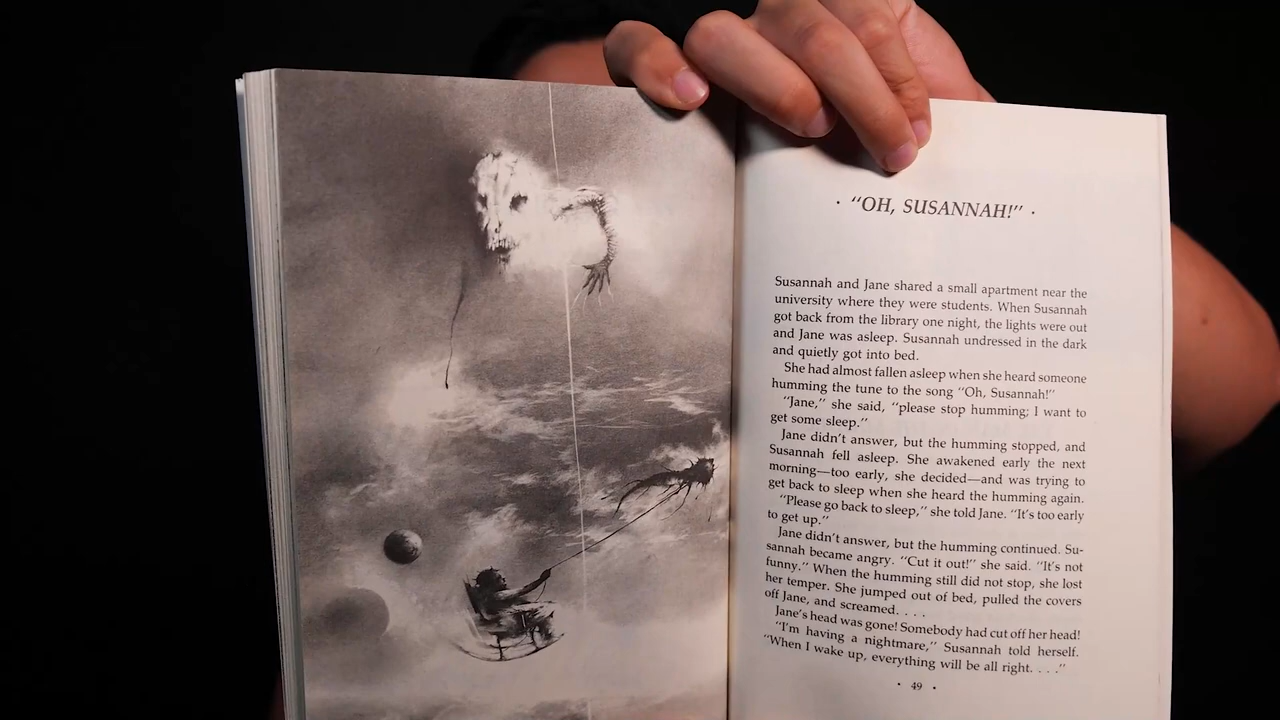 · "OH, SUSANNAH!" ·
Susannah and Jane shared a small apartment near the
university where they were students. When Susannah
got back from the library one night, the lights were out
and Jane was asleep. Susannah undressed in the dark
and quietly got into bed.
She had almost fallen asleep when she heard someone
humming the tune to the song "Oh, Susannah!"
"Jane," she said, "please stop humming; I want to
get some sleep."
Jane didn't answer, but the humming stopped, and
Susannah fell asleep. She awakened early the next
morning—too early, she decided—and was trying to
get back to sleep when she heard the humming again.
"Please go back to sleep," she told Jane. "It's too early
to get up."
Jane didn't answer, but the humming continued. Su-
sannah became angry. "Cut it out!" she said. "It's not
funny." When the humming still did not stop, she lost
her temper. She jumped out of bed, pulled the covers
off Jane, and screamed. . . .
Jane's head was gone! Somebody had cut off her head!
"I'm having a nightmare," Susannah told herself.
"When I wake up, everything will be all right. . . ."
· 49 ·